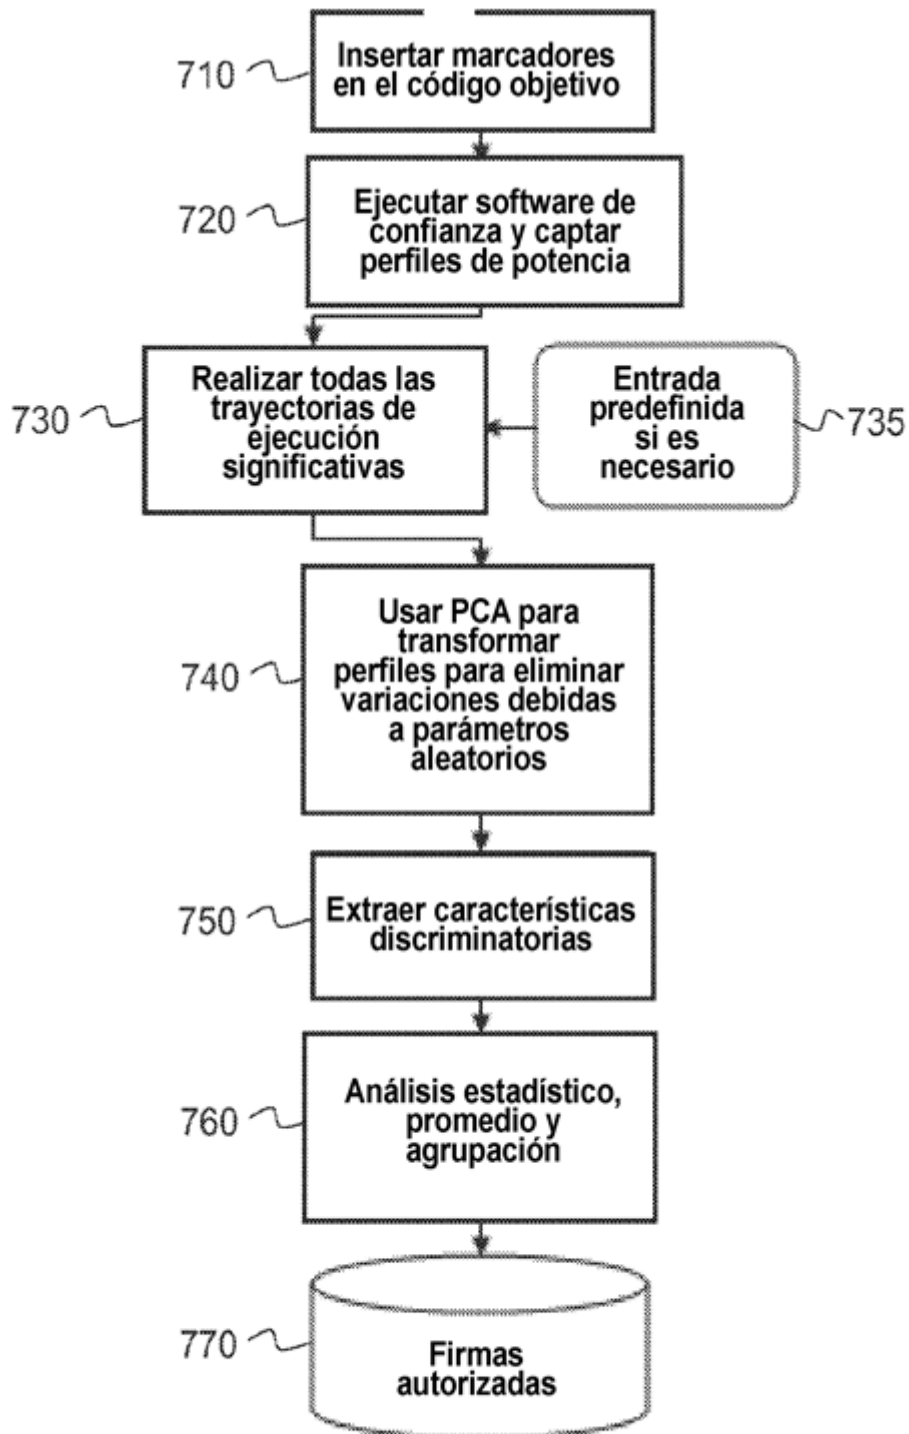 710
Insertar marcadores
en el código objetivo
720
Ejecutar software de
confianza y captar
perfiles de potencia
730
Realizar todas las
trayectorias de
ejecución
significativas
Entrada
predefinida
si es
necesario
735
740
Usar PCA para
transformar
perfiles para eliminar
variaciones debidas
a parámetros
aleatorios
750
Extraer características
discriminatorias
760
Análisis estadístico,
promedio y
agrupación
770
Firmas
autorizadas